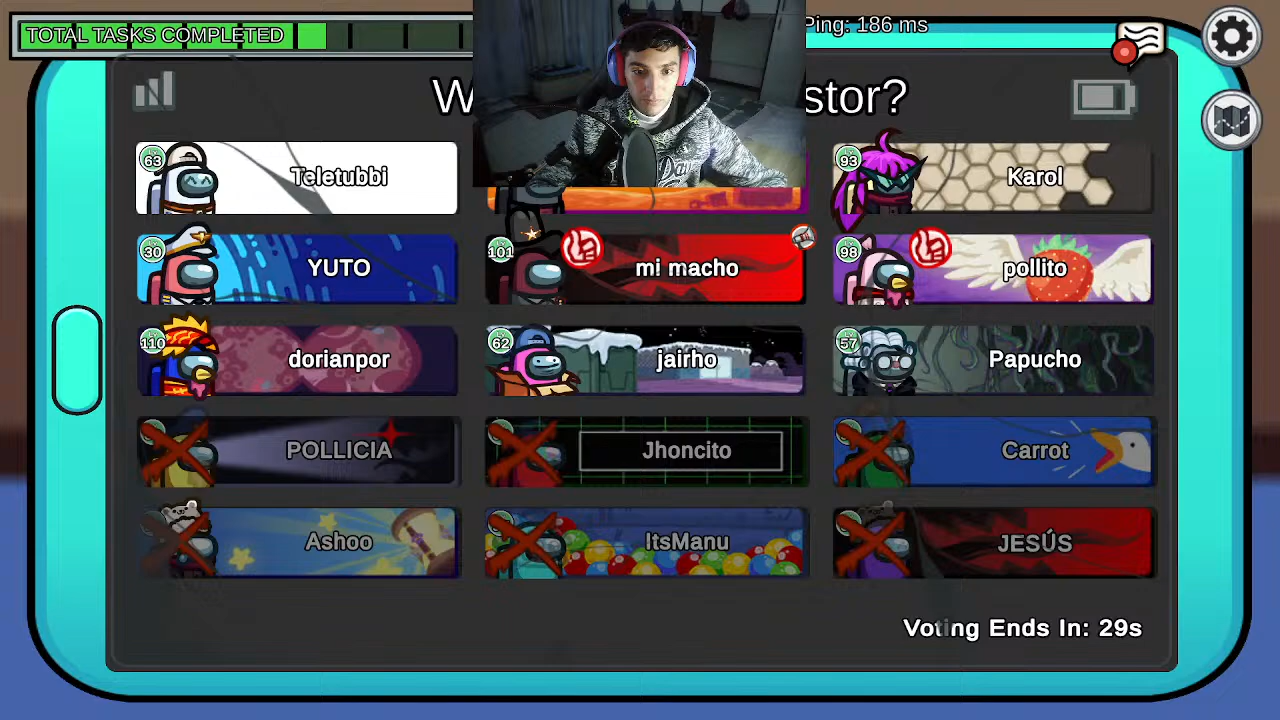 TOTAL TASKS COMPLETED
Ping: 186 ms
W stor?
63 Teletubbi
93 Karol
30 YUTO
101 mi macho
98 pollito
110 dorianpor
62 jairho
57 Papucho
POLLICIA
Jhoncito
Carrot
Ashoo
ItsManu
JESÚS
Voting Ends In: 29s